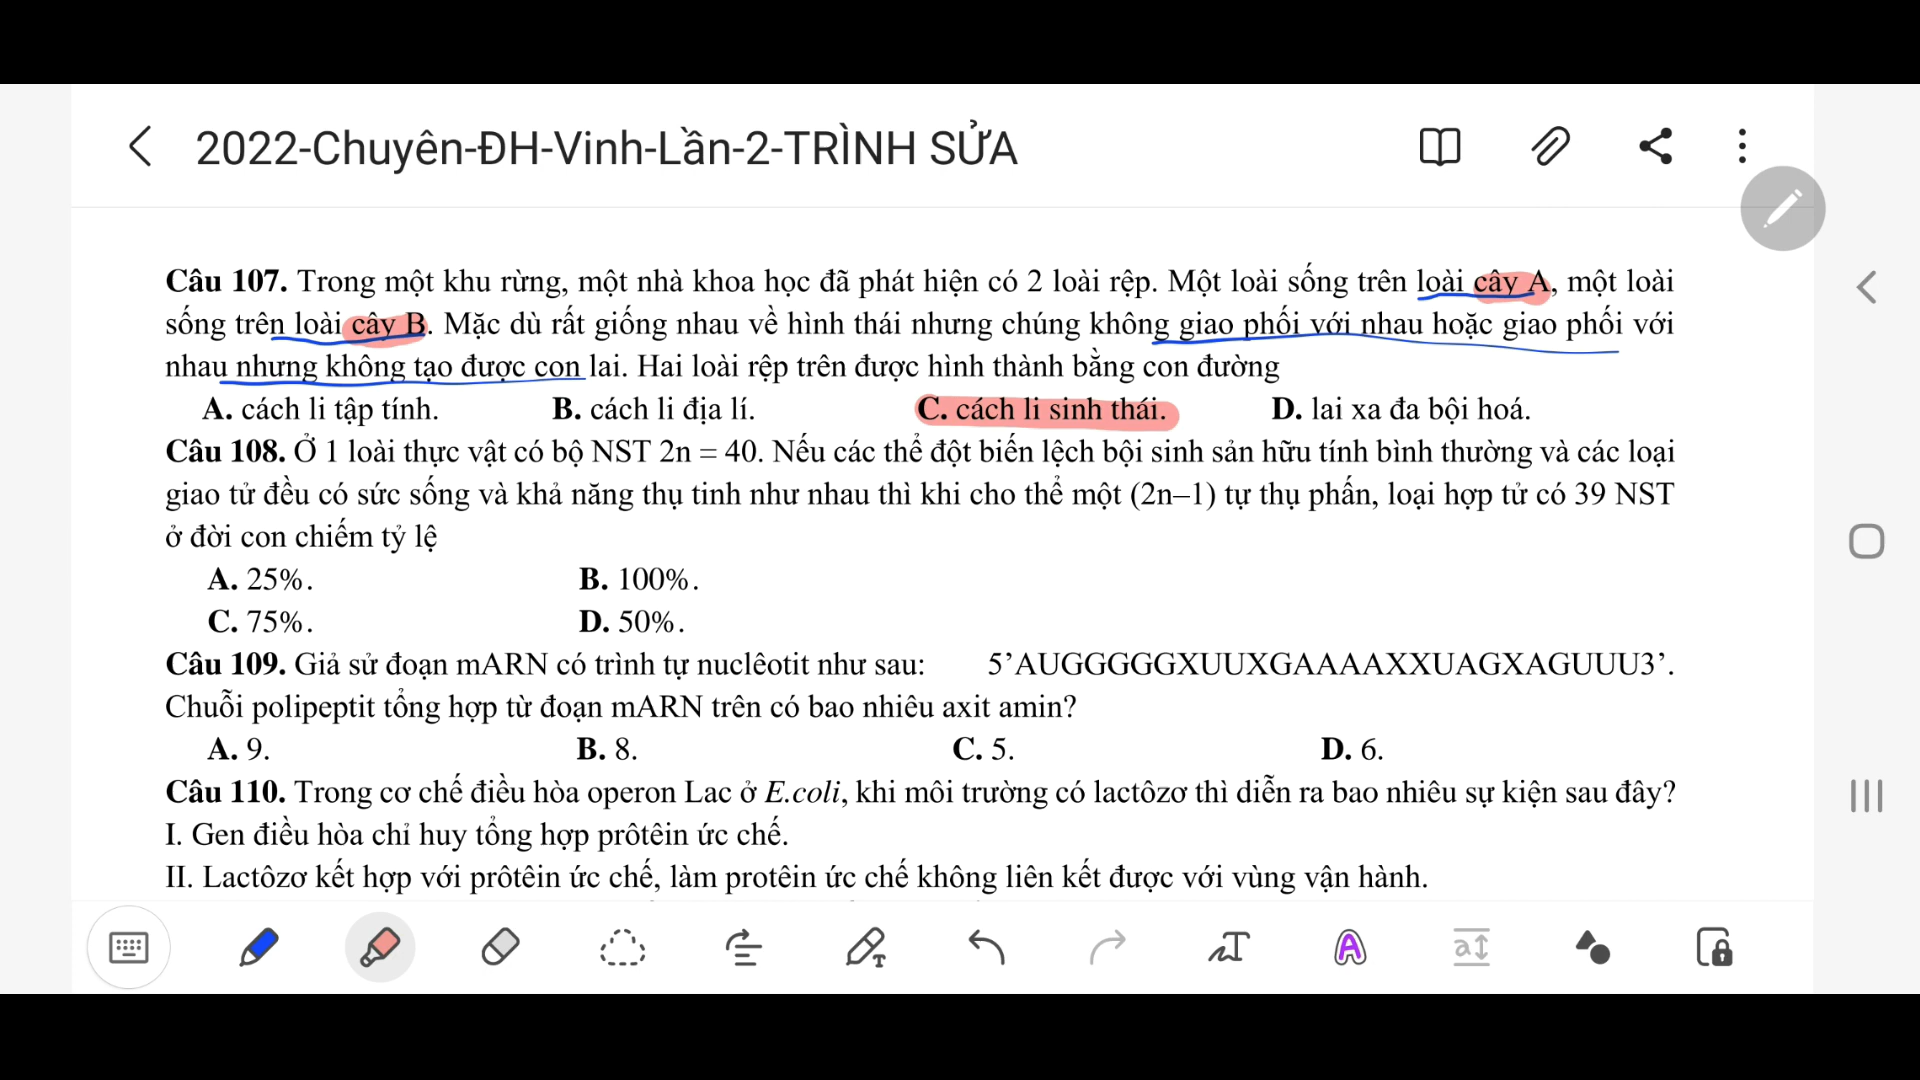 2022-Chuyên-ĐH-Vinh-Lần-2-TRÌNH SỬA
Câu 107. Trong một khu rừng, một nhà khoa học đã phát hiện có 2 loài rệp. Một loài sống trên loài cây A, một loài
sống trên loài cây B. Mặc dù rất giống nhau về hình thái nhưng chúng không giao phối với nhau hoặc giao phối với
nhau nhưng không tạo được con lai. Hai loài rệp trên được hình thành bằng con đường
A. cách li tập tính. B. cách li địa lí. C. cách li sinh thái. D. lai xa đa bội hoá.
Câu 108. Ở 1 loài thực vật có bộ NST 2n = 40. Nếu các thể đột biến lệch bội sinh sản hữu tính bình thường và các loại
giao tử đều có sức sống và khả năng thụ tinh như nhau thì khi cho thể một (2n–1) tự thụ phấn, loại hợp tử có 39 NST
ở đời con chiếm tỷ lệ
A. 25%. B. 100%.
C. 75%. D. 50%.
Câu 109. Giả sử đoạn mARN có trình tự nuclêotit như sau: 5’AUGGGGGXUUXGAAAAXXUAGXAGUUU3’.
Chuỗi polipeptit tổng hợp từ đoạn mARN trên có bao nhiêu axit amin?
A. 9. B. 8. C. 5. D. 6.
Câu 110. Trong cơ chế điều hòa operon Lac ở E.coli, khi môi trường có lactôzơ thì diễn ra bao nhiêu sự kiện sau đây?
I. Gen điều hòa chỉ huy tổng hợp prôtêin ức chế.
II. Lactôzơ kết hợp với prôtêin ức chế, làm protêin ức chế không liên kết được với vùng vận hành.